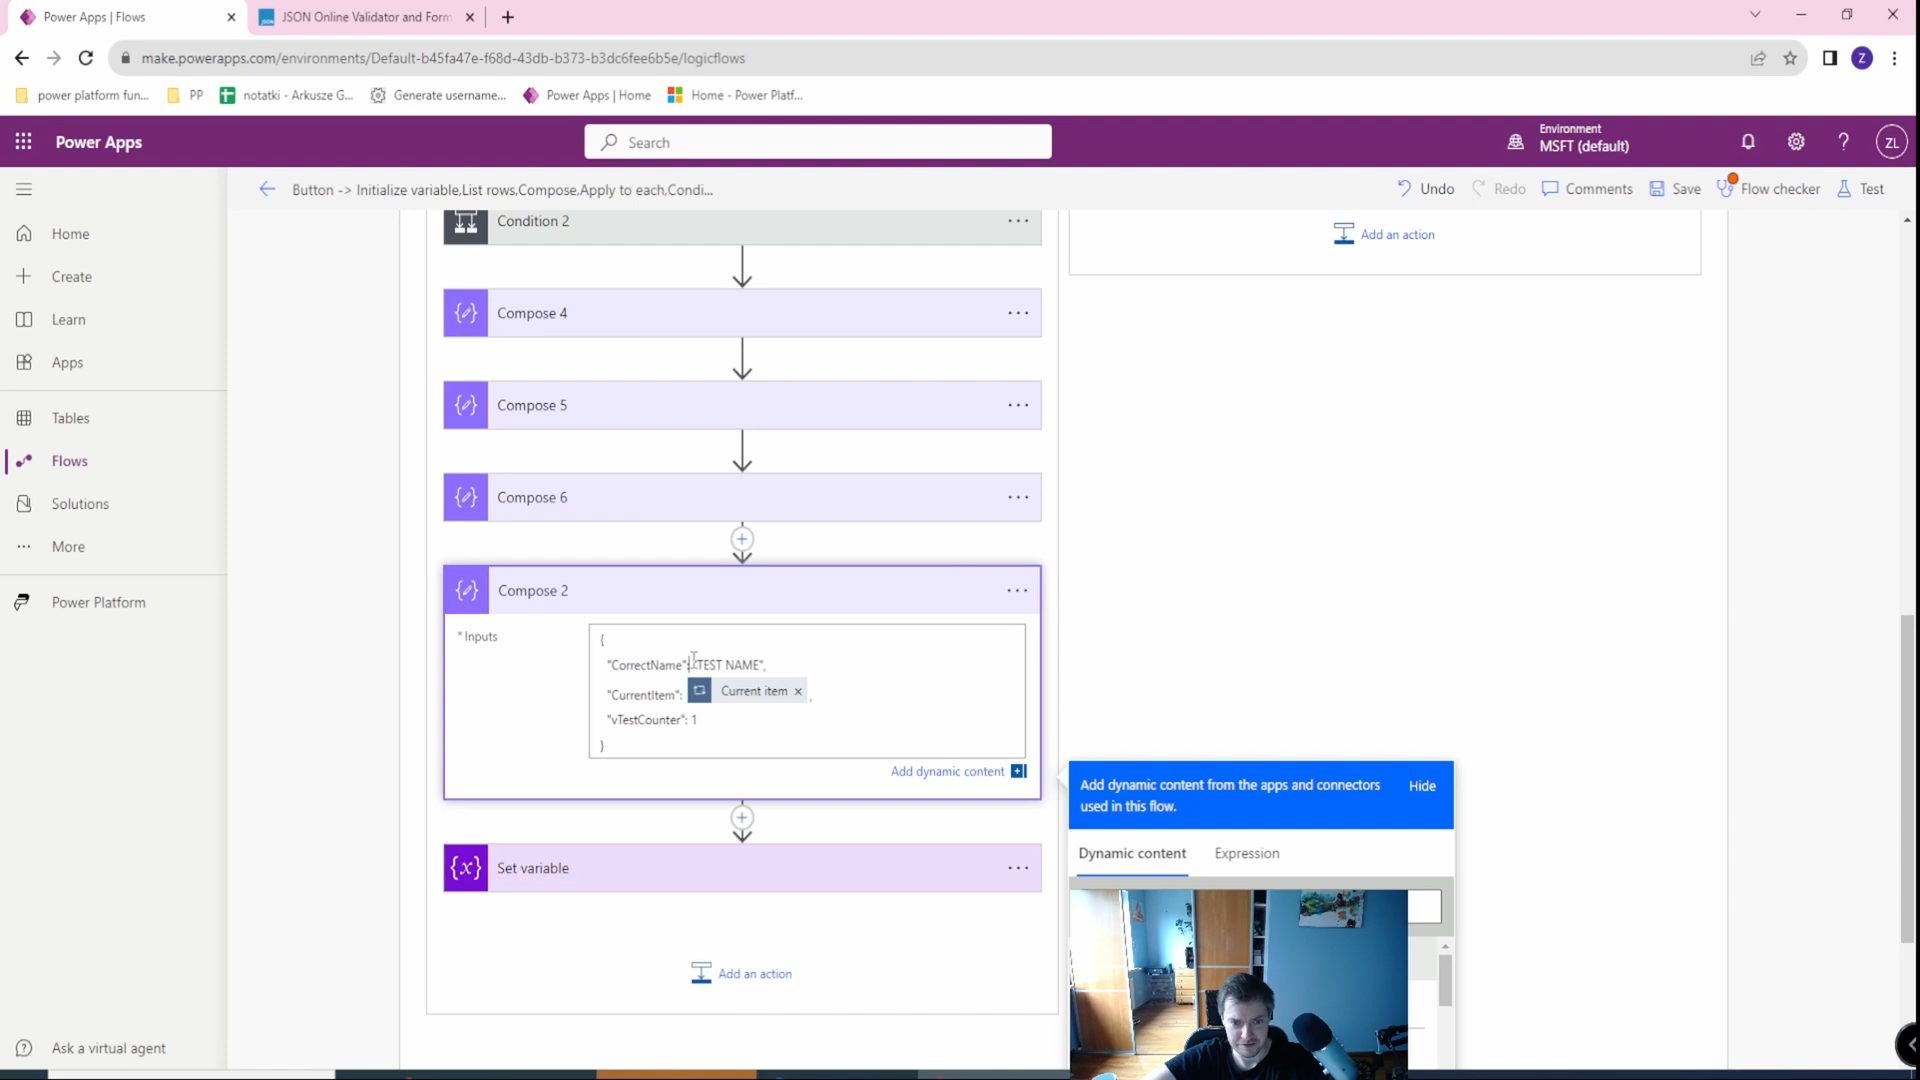 Power Apps | Flows
JSON Online Validator and Form
make.powerapps.com/environments/Default-b45fa47e-f68d-43db-b373-b3dc6fee6b5e/logicflows
Z
power platform fun...
PP
notatki - Arkusze G...
Generate username...
Power Apps | Home
Home - Power Platf...
Power Apps
Search
Environment
MSFT (default)
ZL
Button -> Initialize variable,List rows,Compose,Apply to each,Condi...
Undo
Redo
Comments
Save
Flow checker
Test
Home
Create
Learn
Apps
Tables
Flows
Solutions
More
Power Platform
Ask a virtual agent
Condition 2
Add an action
Compose 4
Compose 5
Compose 6
Compose 2
* Inputs
{
"CorrectName": "TEST NAME",
"CurrentItem": Current item ,
"vTestCounter": 1
}
Add dynamic content
Set variable
Add an action
Add dynamic content from the apps and connectors
used in this flow.
Hide
Dynamic content
Expression